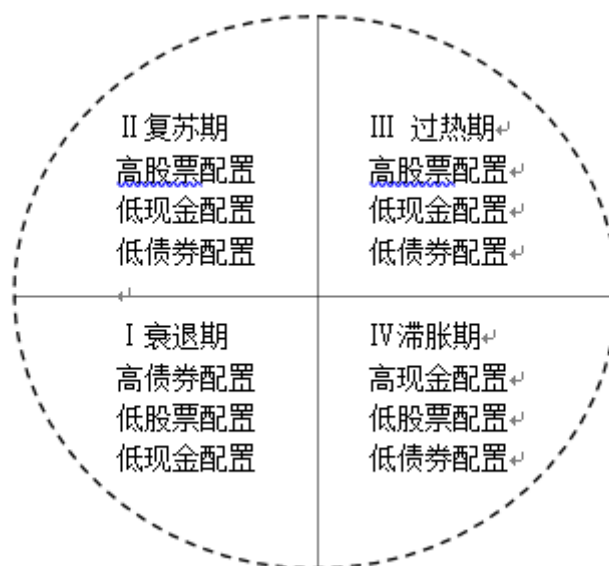 Ⅱ复苏期
高股票配置
低现金配置
低债券配置
Ⅲ 过热期
高股票配置
低现金配置
低债券配置
Ⅰ衰退期
高债券配置
低股票配置
低现金配置
Ⅳ滞胀期
高现金配置
低股票配置
低债券配置